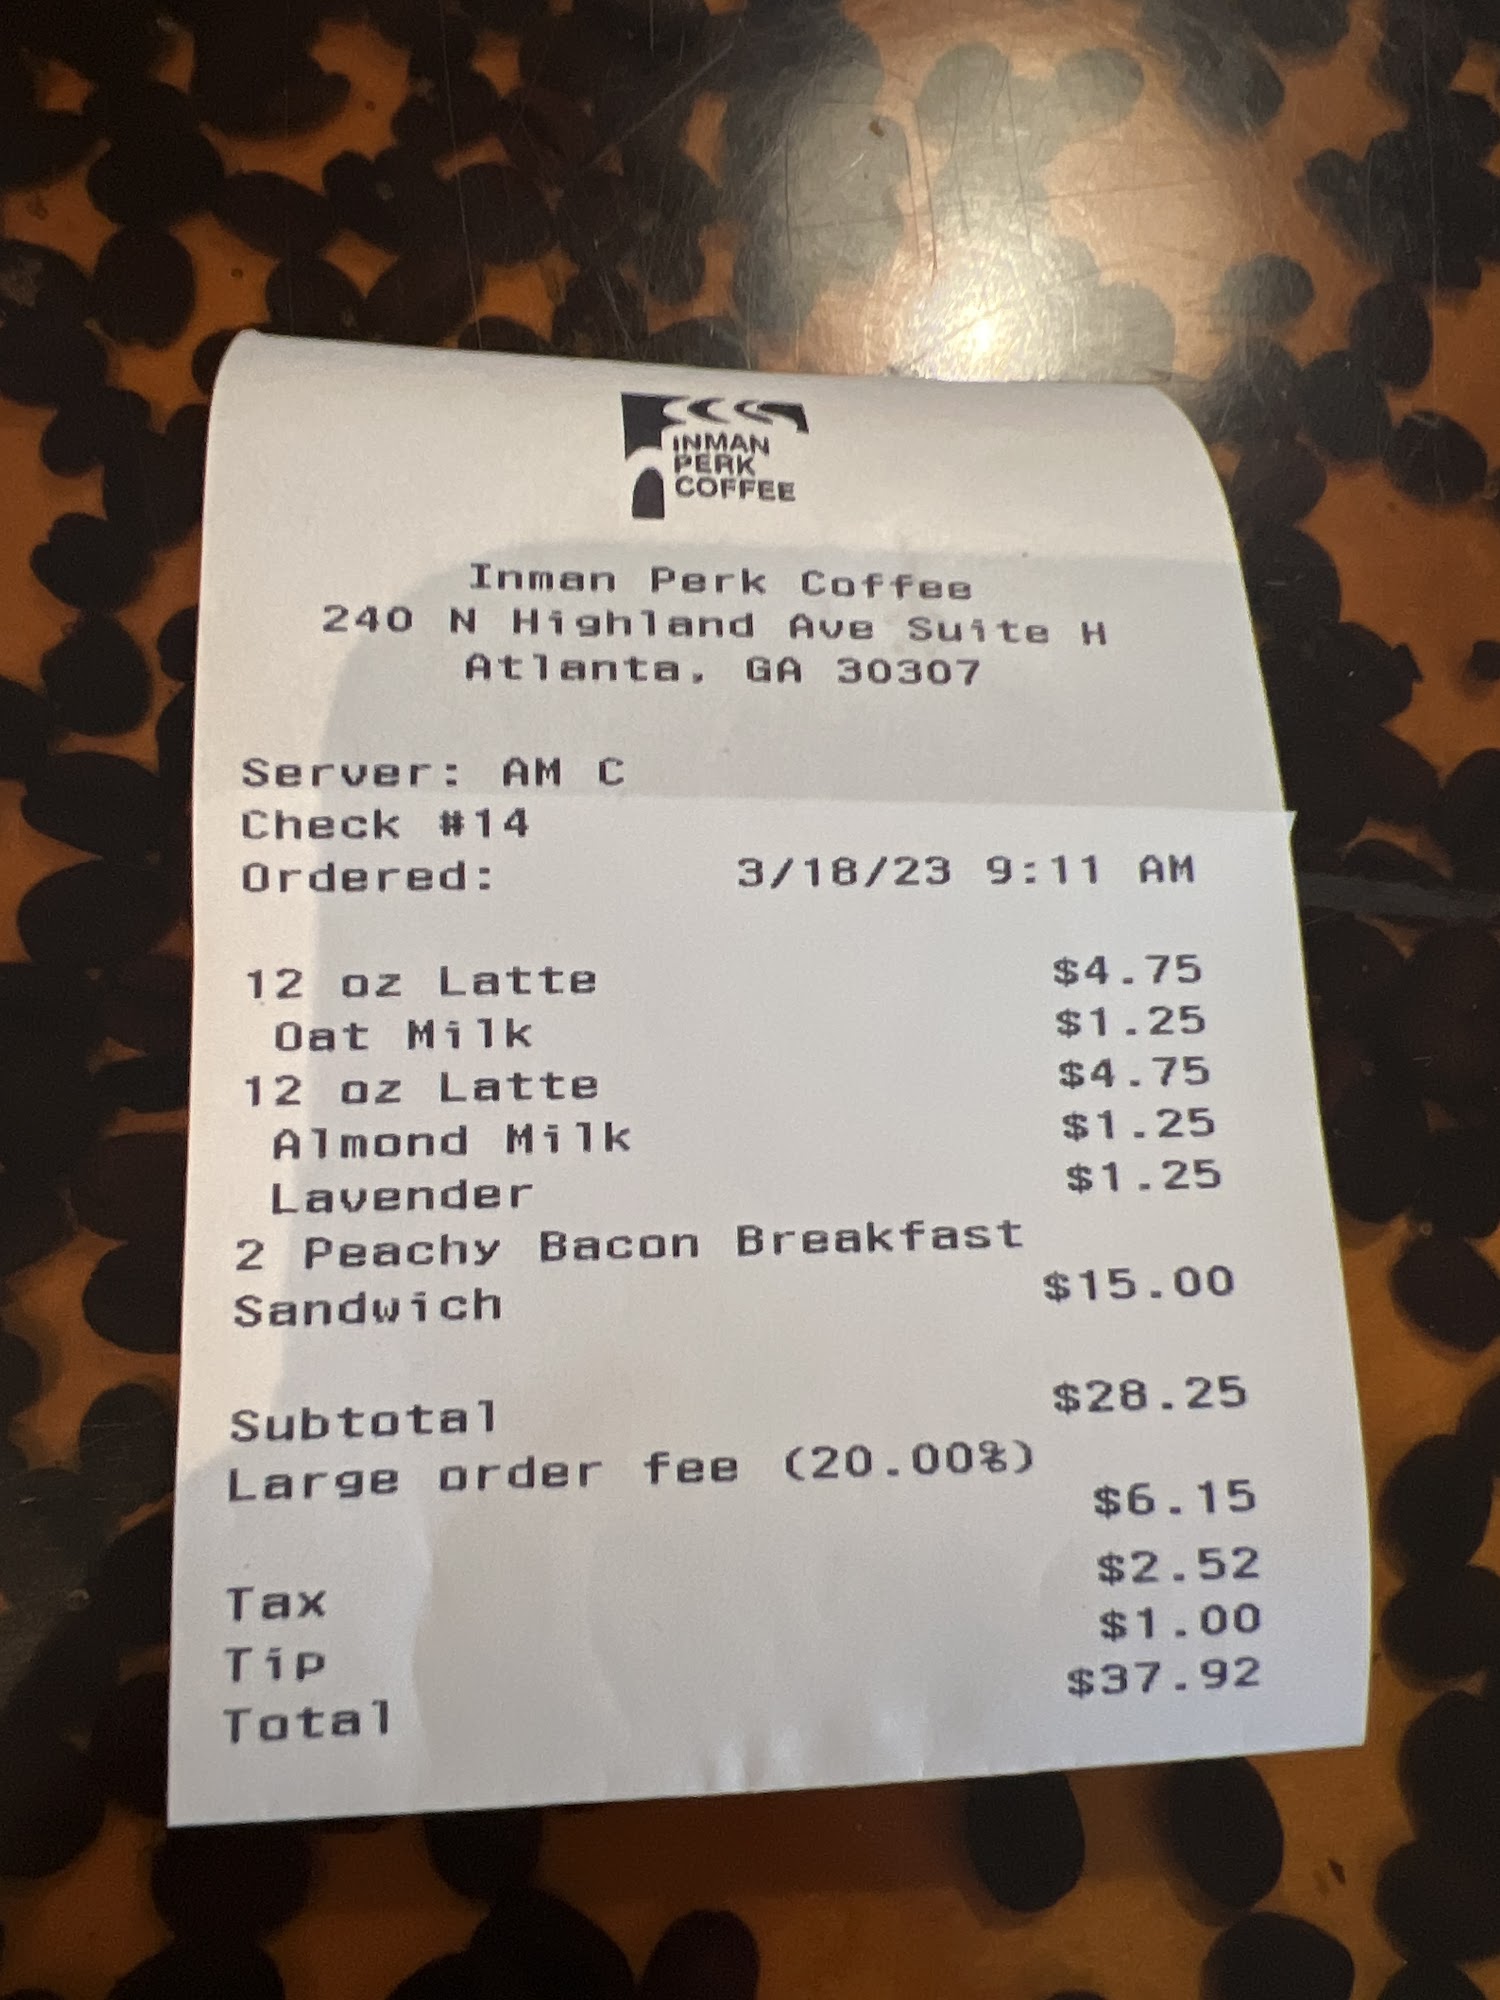 INMAN
PERK
COFFEE
Inman Perk Coffee
240 N Highland Ave Suite H
Atlanta, GA 30307
Server: AM C
Check #14
Ordered: 3/18/23 9:11 AM
12 oz Latte $4.75
Oat Milk $1.25
12 oz Latte $4.75
Almond Milk $1.25
Lavender $1.25
2 Peachy Bacon Breakfast
Sandwich $15.00
Subtotal $28.25
Large order fee (20.00%)
$6.15
Tax $2.52
Tip $1.00
Total $37.92